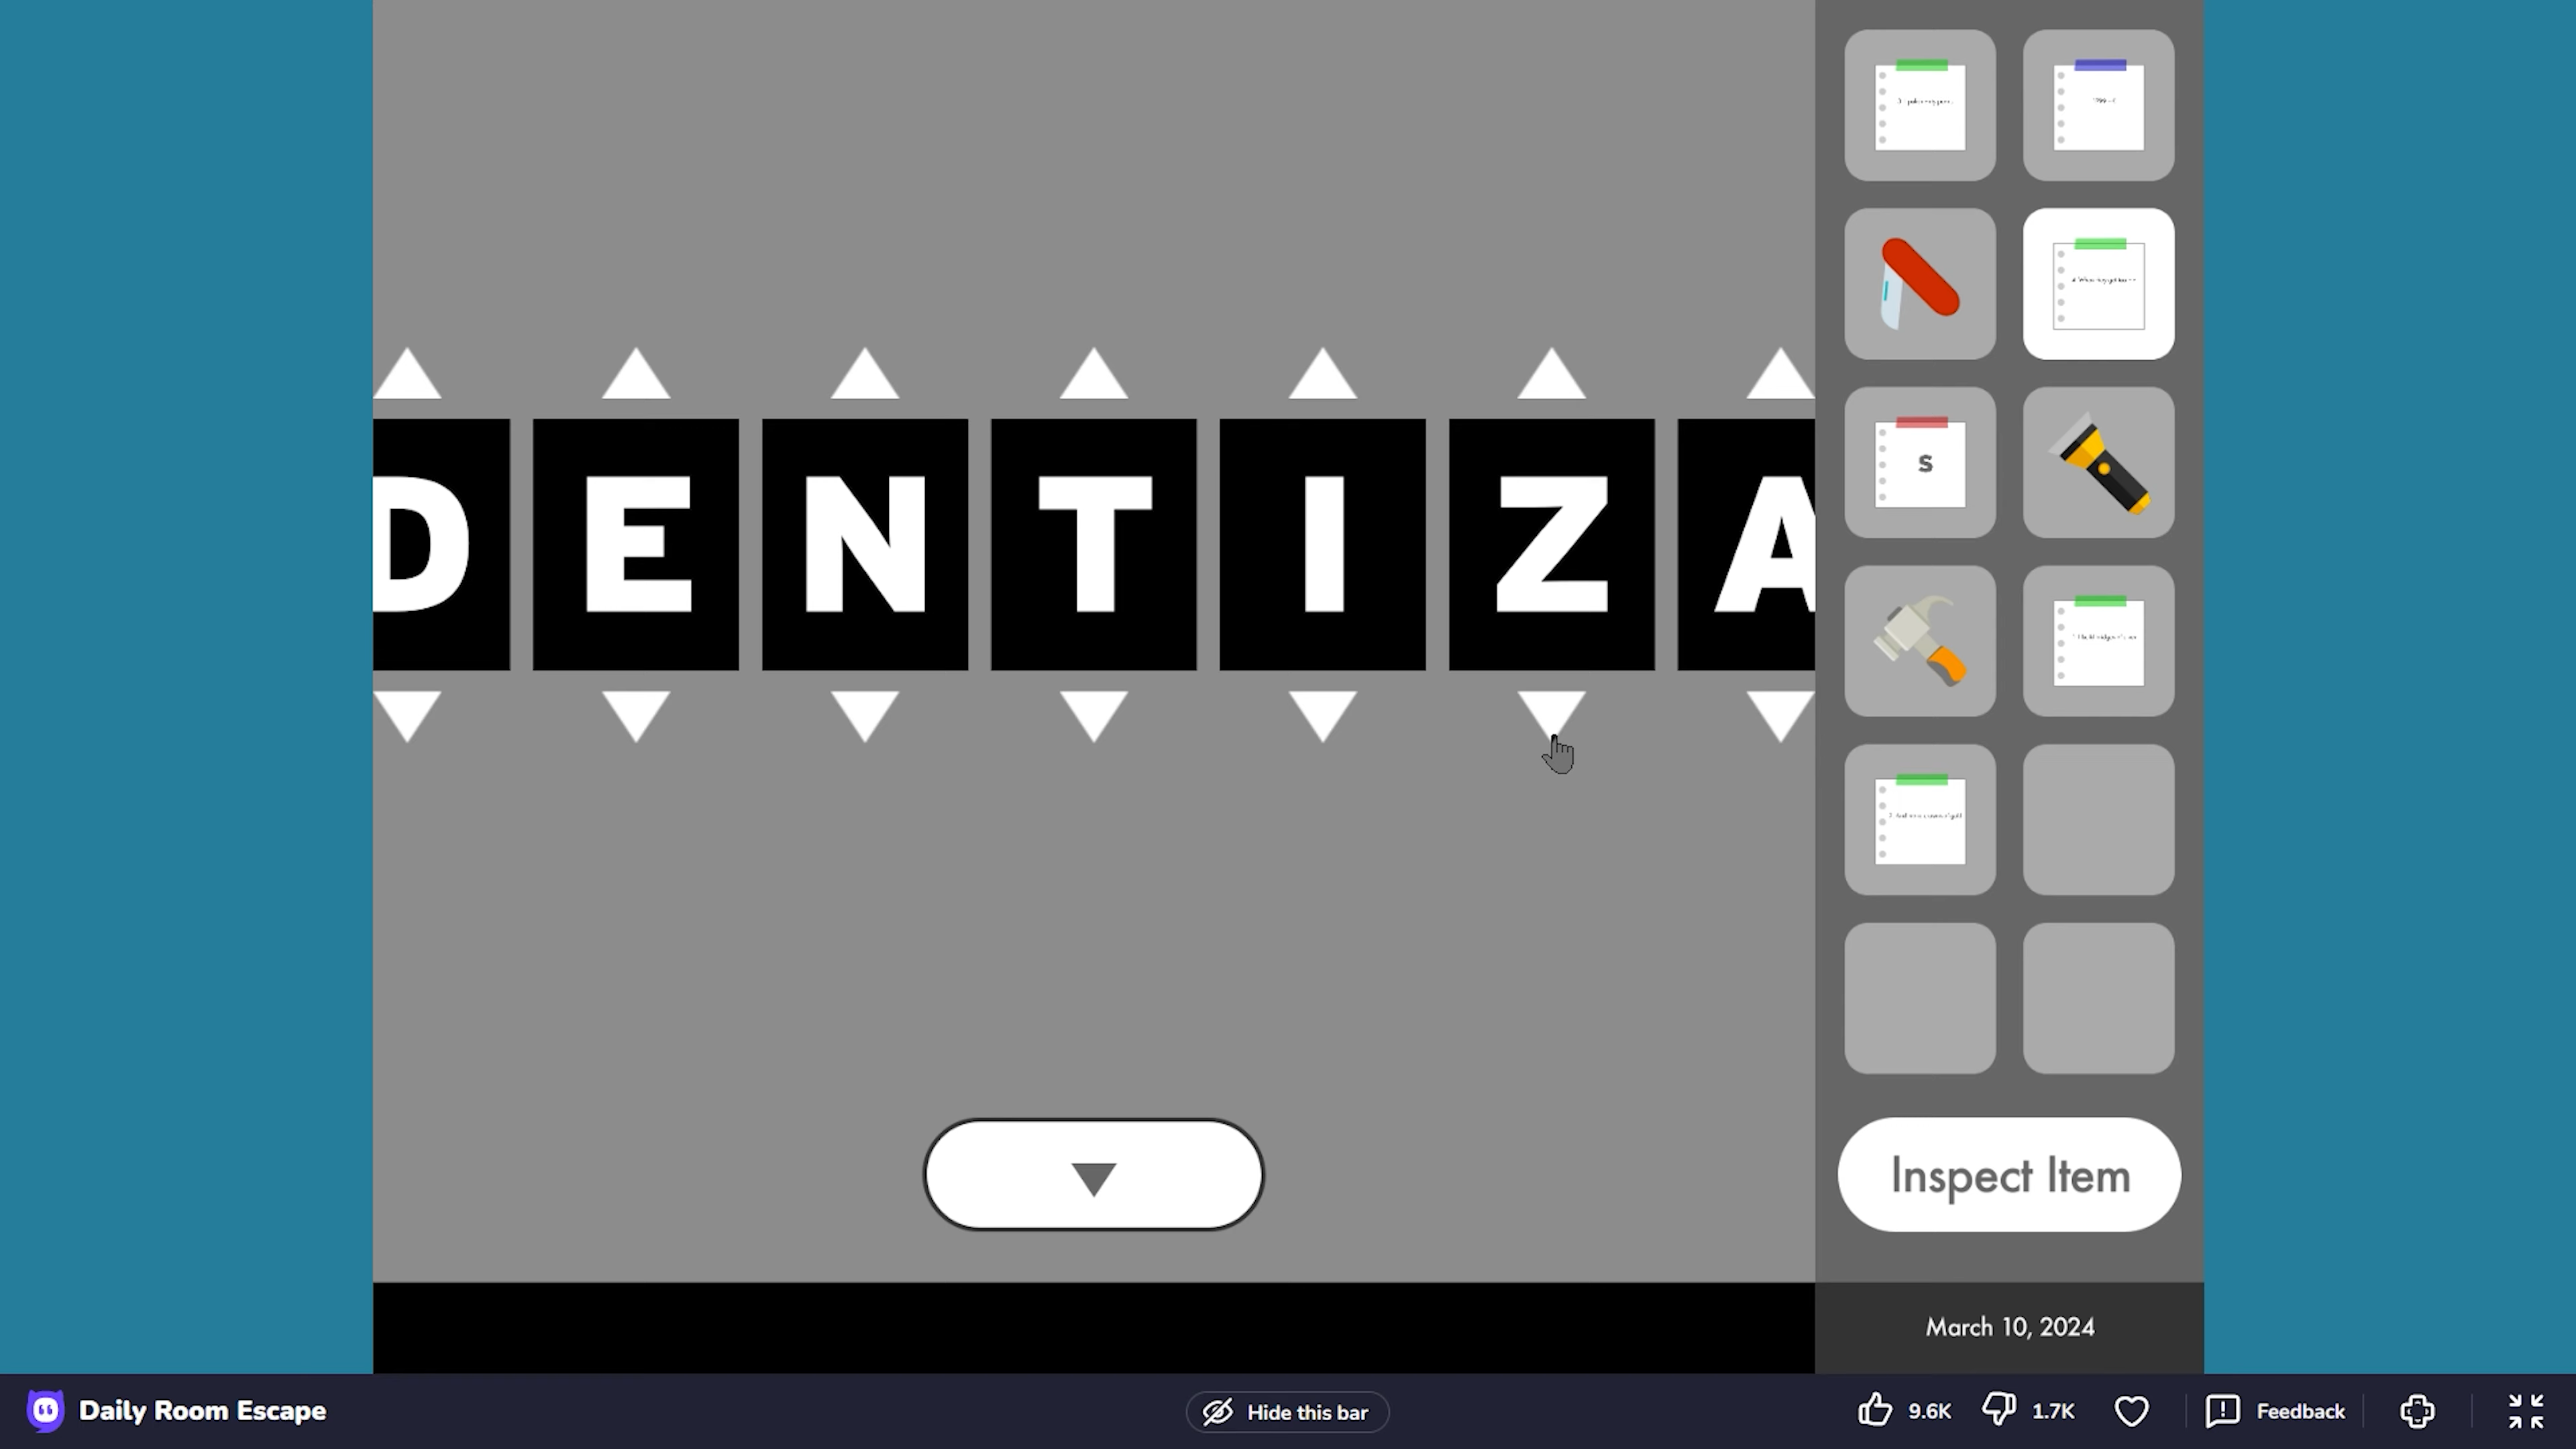 D E N T I Z A
S
Inspect Item
March 10, 2024
Daily Room Escape
Hide this bar
9.6K
1.7K
Feedback